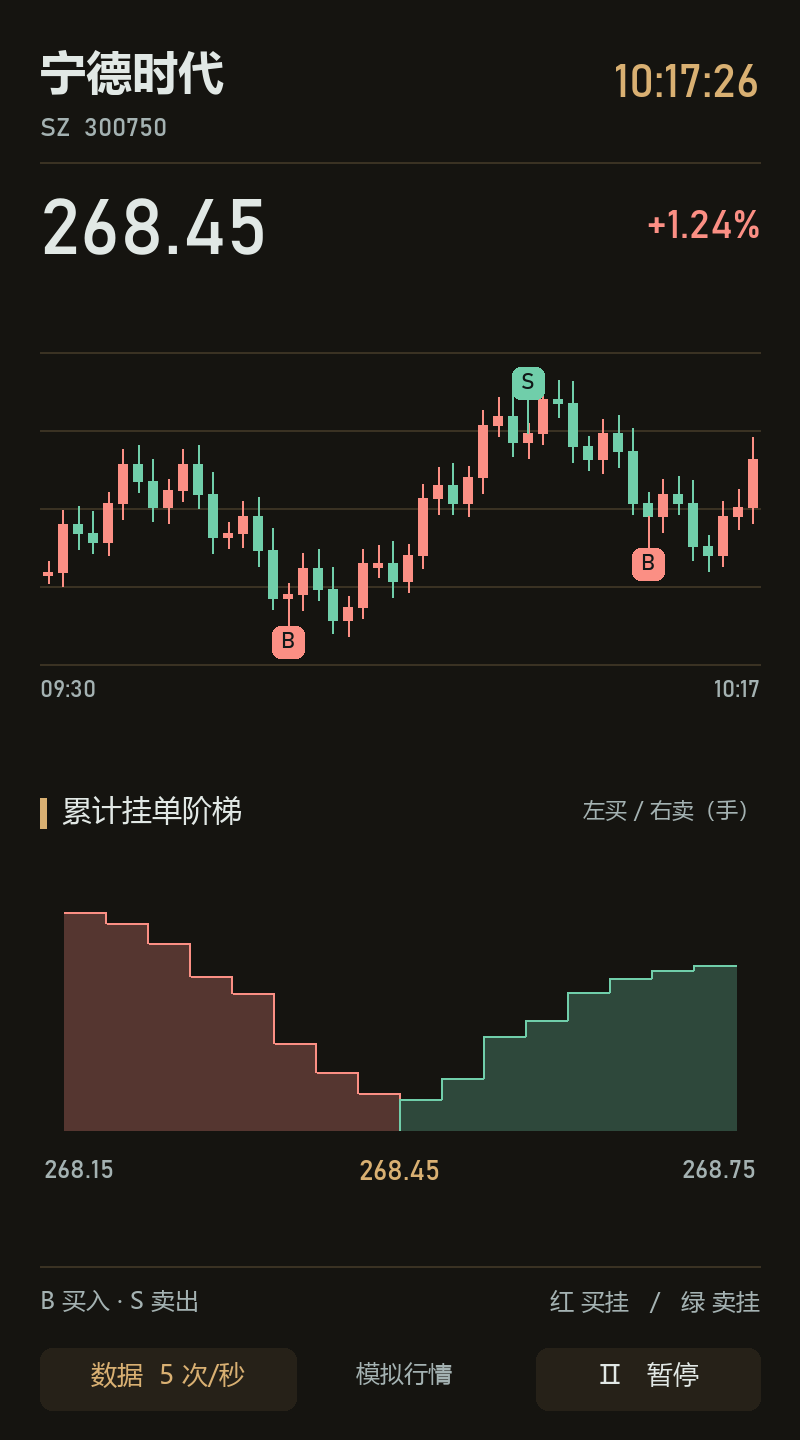 宁德时代
10:17:26
SZ 300750
268.45
+1.24%
S
B
B
09:30
10:17
累计挂单阶梯
左买 / 右卖（手）
268.15
268.45
268.75
B 买入 · S 卖出
红 买挂 / 绿 卖挂
数据 5 次/秒
模拟行情
暂停